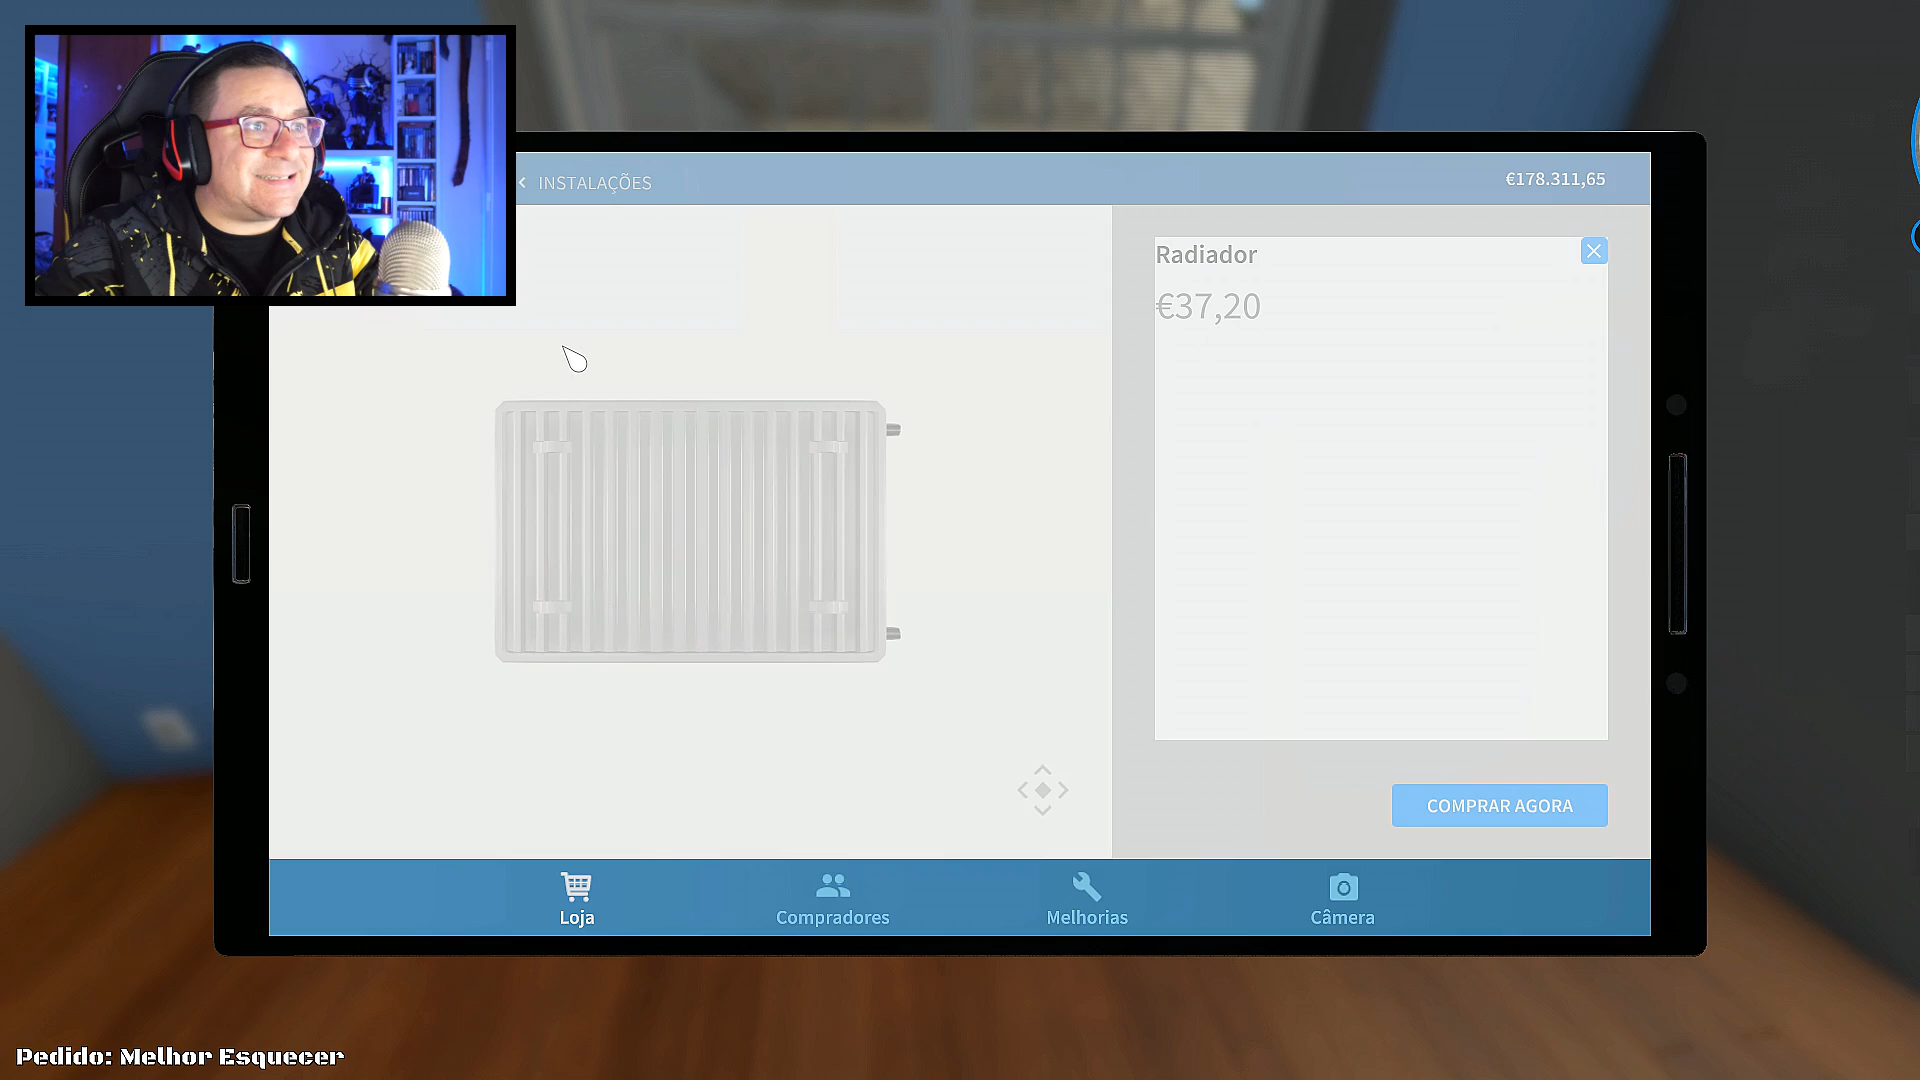 INSTALAÇÕES
€178.311,65
Radiador
€37,20
COMPRAR AGORA
Loja
Compradores
Melhorias
Câmera
Pedido: Melhor Esquecer